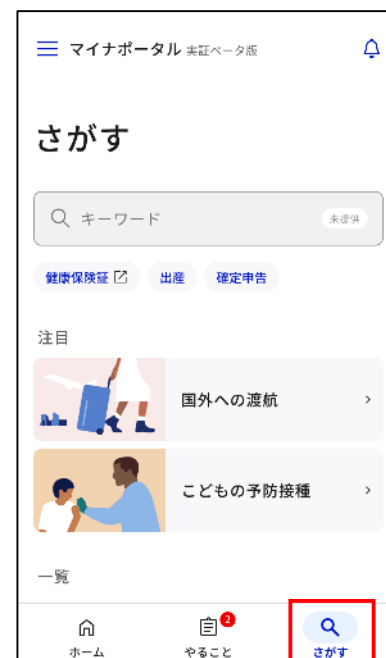 マイナポータル 実証ベータ版
さがす
キーワード 未提供
健康保険証 出産 確定申告
注目
国外への渡航
こどもの予防接種
一覧
2
ホーム やること さがす